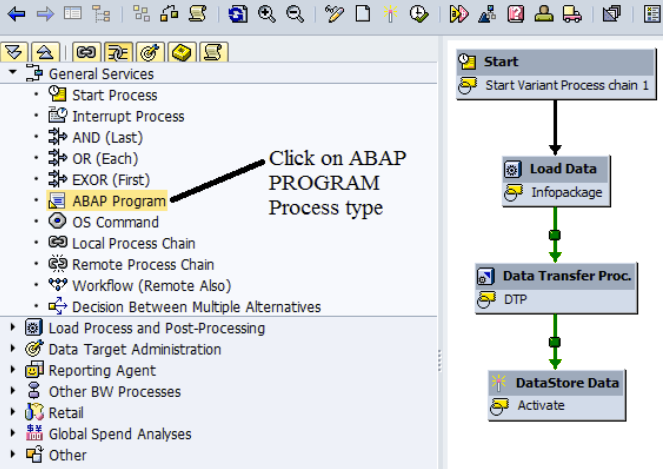 General Services
Start Process
Interrupt Process
AND (Last)
OR (Each)
EXOR (First)
ABAP Program
OS Command
Local Process Chain
Remote Process Chain
Workflow (Remote Also)
Decision Between Multiple Alternatives
Load Process and Post-Processing
Data Target Administration
Reporting Agent
Other BW Processes
Retail
Global Spend Analyses
Other
Click on ABAP
PROGRAM
Process type
Start
Start Variant Process chain 1
Load Data
Infopackage
Data Transfer Proc.
DTP
DataStore Data
Activate